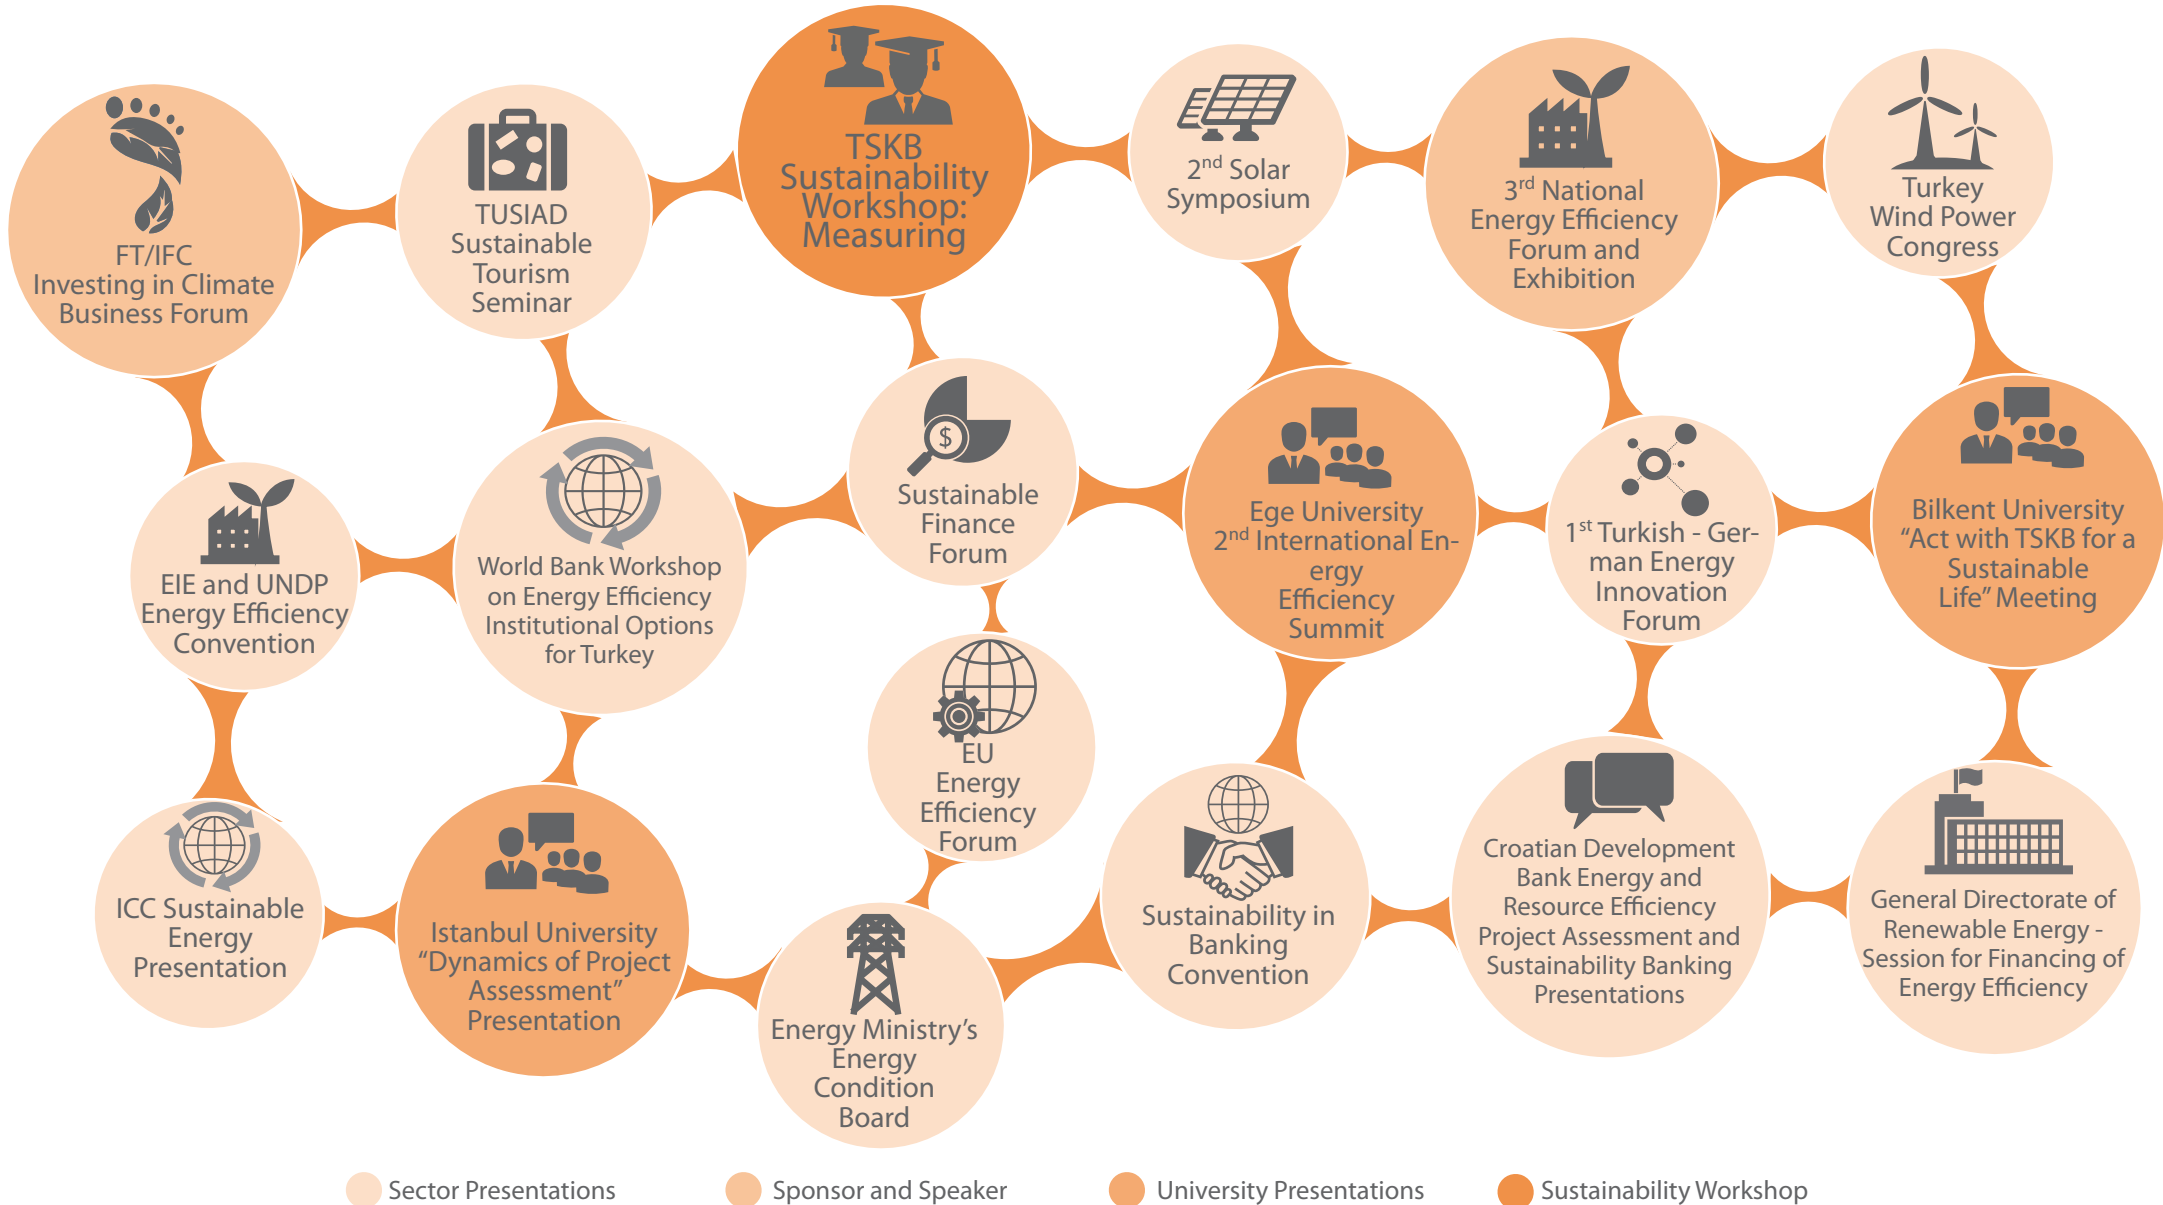 FT/IFC
Investing in Climate
Business Forum
TUSIAD
Sustainable
Tourism
Seminar
TSKB
Sustainability
Workshop:
Measuring
2nd Solar
Symposium
3rd National
Energy Efficiency
Forum and
Exhibition
Turkey
Wind Power
Congress
EIE and UNDP
Energy Efficiency
Convention
World Bank Workshop
on Energy Efficiency
Institutional Options
for Turkey
$
Sustainable
Finance
Forum
Ege University
2nd International En-
ergy
Efficiency
Summit
1st Turkish - Ger-
man Energy
Innovation
Forum
Bilkent University
“Act with TSKB for a
Sustainable
Life” Meeting
EU
Energy
Efficiency
Forum
ICC Sustainable
Energy
Presentation
Istanbul University
“Dynamics of Project
Assessment”
Presentation
Energy Ministry’s
Energy
Condition
Board
Sustainability in
Banking
Convention
Croatian Development
Bank Energy and
Resource Efficiency
Project Assessment and
Sustainability Banking
Presentations
General Directorate of
Renewable Energy -
Session for Financing of
Energy Efficiency
Sector Presentations
Sponsor and Speaker
University Presentations
Sustainability Workshop